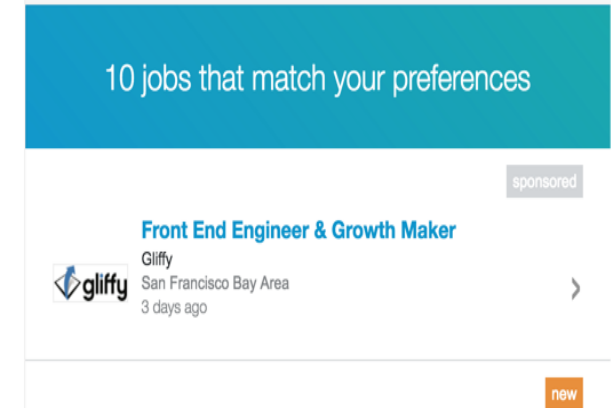 10 jobs that match your preferences
sponsored
Front End Engineer & Growth Maker
Gliffy
gliffy
San Francisco Bay Area
3 days ago
new